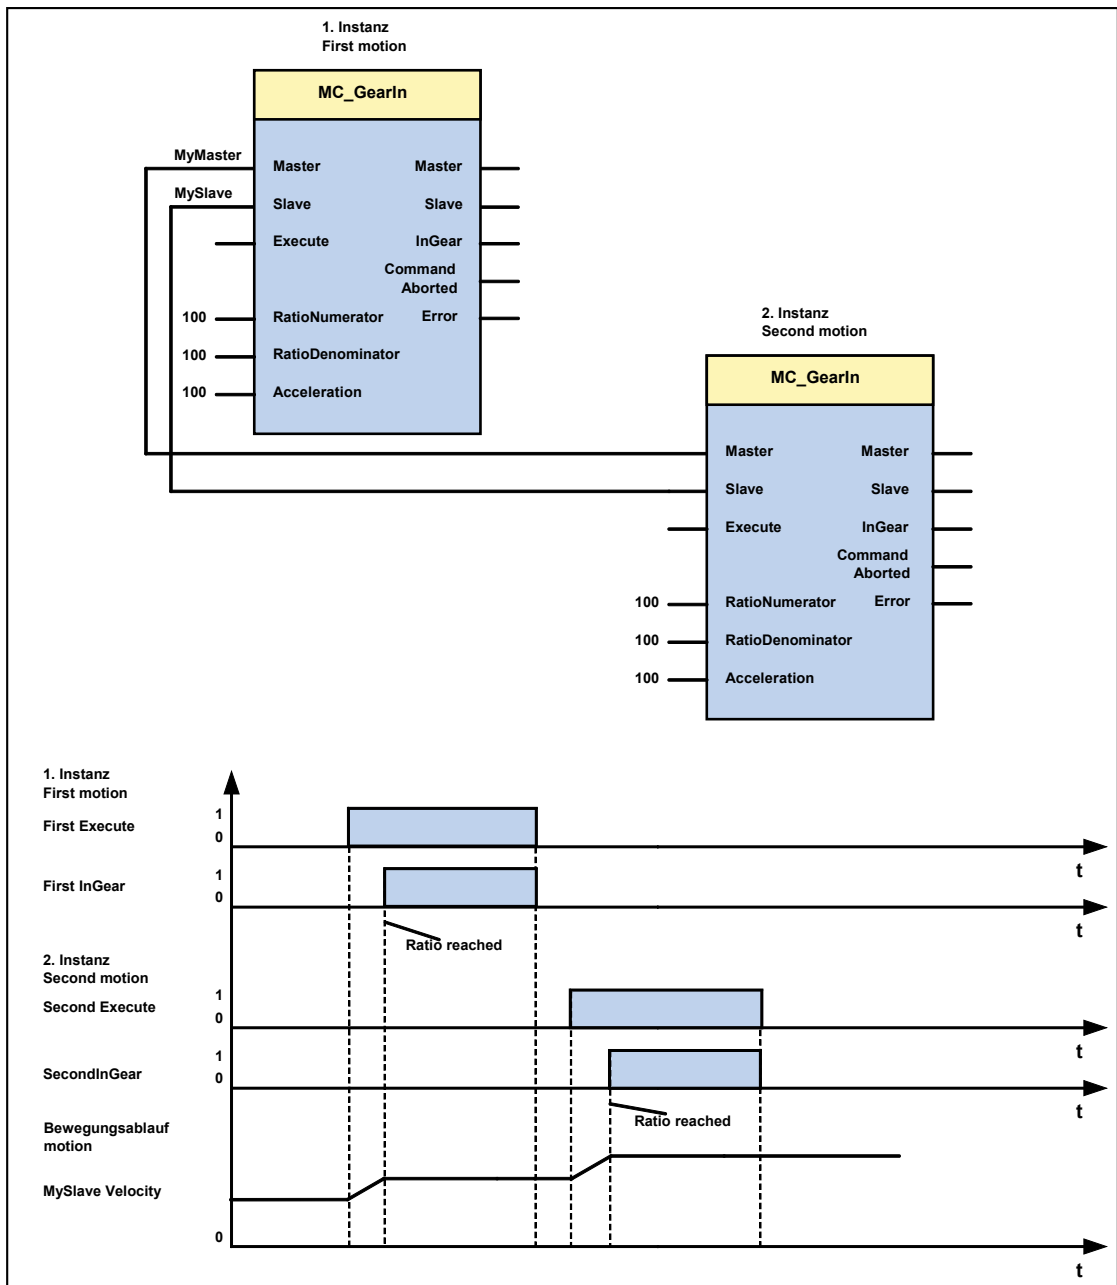 1. Instanz
First motion
MC_GearIn
MyMaster
Master Master
MySlave
Slave Slave
Execute InGear
Command
Aborted
100 RatioNumerator Error
100 RatioDenominator
100 Acceleration
2. Instanz
Second motion
MC_GearIn
Master Master
Slave Slave
Execute InGear
Command
Aborted
100 RatioNumerator Error
100 RatioDenominator
100 Acceleration
1. Instanz
First motion
First Execute
1
0
t
First InGear
1
0
t
Ratio reached
2. Instanz
Second motion
Second Execute
1
0
t
SecondInGear
1
0
t
Ratio reached
Bewegungsablauf
motion
MySlave Velocity
0
t